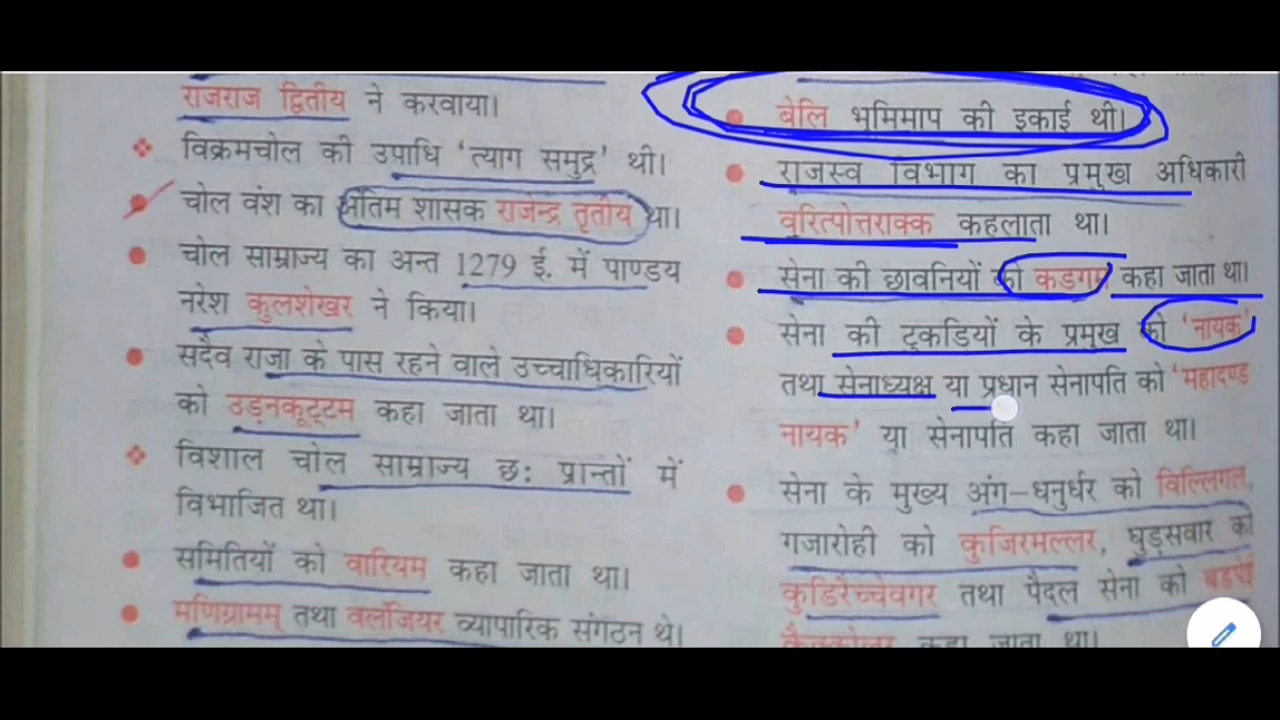 राजराज द्वितीय ने करवाया।
विक्रमचोल की उपाधि 'त्याग समुद्र' थी।
चोल वंश का अंतिम शासक राजेन्द्र तृतीय था।
चोल साम्राज्य का अन्त 1279 ई. में पाण्डय
नरेश कुलशेखर ने किया।
सदैव राजा के पास रहने वाले उच्चाधिकारियों
को उड़नकूट्टम कहा जाता था।
विशाल चोल साम्राज्य छः प्रान्तों में
विभाजित था।
समितियों को वारियम कहा जाता था।
मणिग्रामम् तथा वलंजियर व्यापारिक संगठन थे।
बेलि भूमिमाप की इकाई थी।
राजस्व विभाग का प्रमुख अधिकारी
वरित्पोत्तराक्क कहलाता था।
सेना की छावनियों को कडगम कहा जाता था।
सेना की टुकडियों के प्रमुख को 'नायक'
तथा सेनाध्यक्ष या प्रधान सेनापति को 'महादण्ड
नायक' या सेनापति कहा जाता था।
सेना के मुख्य अंग–धनुर्धर को विल्लिगल,
गजारोही को कुजिरमल्लर, घुड़सवार को
कुडिरैच्चेवगर तथा पैदल सेना को
कहा जाता था।